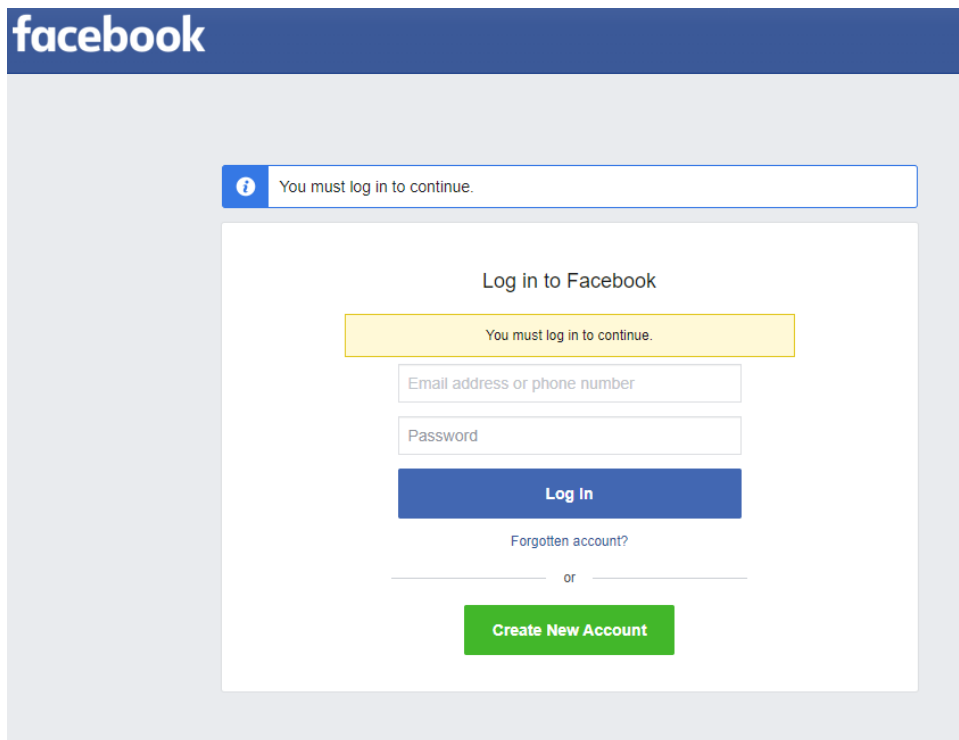 facebook
You must log in to continue.
Log in to Facebook
You must log in to continue.
Email address or phone number
Password
Log In
Forgotten account?
or
Create New Account